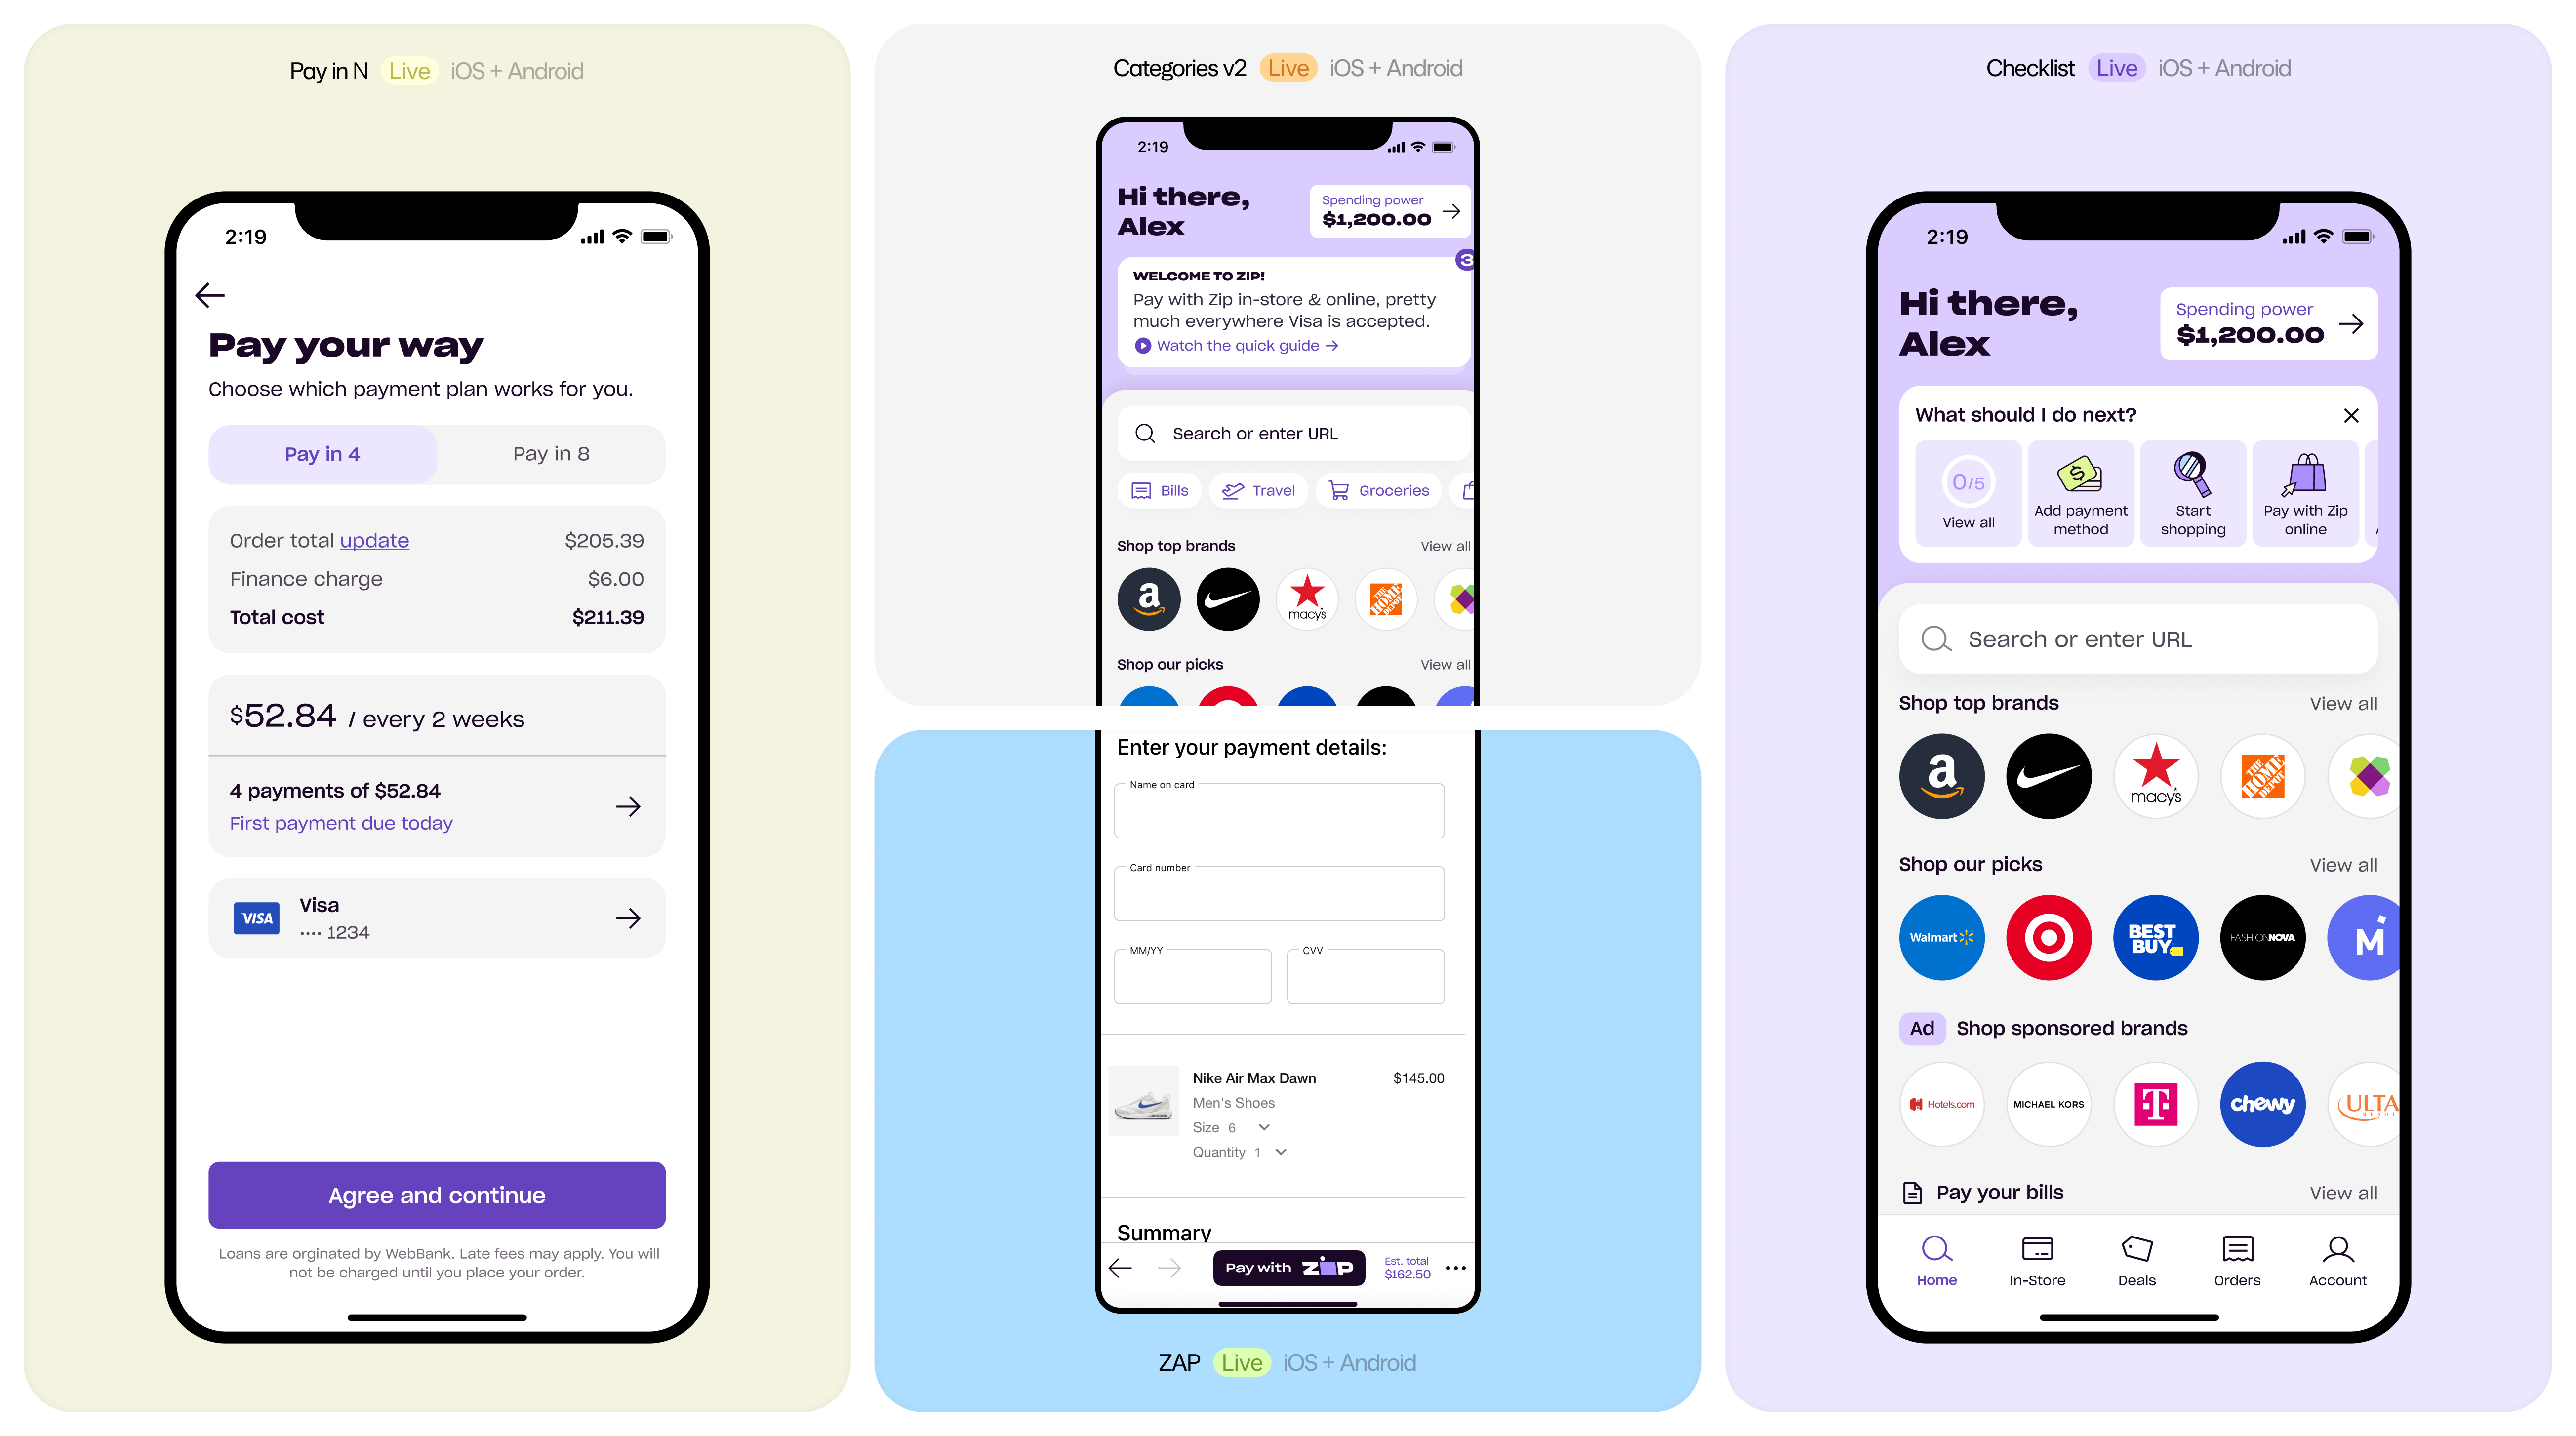 Pay in N Live iOS + Android
2:19
Pay your way
Choose which payment plan works for you.
Pay in 4
Pay in 8
Order total update $205.39
Finance charge $6.00
Total cost $211.39
$52.84 / every 2 weeks
4 payments of $52.84
First payment due today
VISA
Visa
···· 1234
Agree and continue
Loans are orginated by WebBank. Late fees may apply. You will
not be charged until you place your order.
Categories v2 Live iOS + Android
2:19
Hi there,
Alex
Spending power
$1,200.00
3
WELCOME TO ZIP!
Pay with Zip in-store & online, pretty
much everywhere Visa is accepted.
Watch the quick guide →
Search or enter URL
Bills
Travel
Groceries
Shop top brands View all
a
macy's
THE HOME DEPOT
Shop our picks View all
Enter your payment details:
Name on card
Card number
MM/YY
CVV
Nike Air Max Dawn $145.00
Men's Shoes
Size 6
Quantity 1
Summary
Pay with ZIP
Est. total
$162.50
ZAP Live iOS + Android
Checklist Live iOS + Android
2:19
Hi there,
Alex
Spending power
$1,200.00
What should I do next?
0/5
View all
Add payment
method
Start
shopping
Pay with Zip
online
Search or enter URL
Shop top brands View all
a
macy's
THE HOME DEPOT
Shop our picks View all
Walmart
BEST
BUY
FASHIONNOVA
M
Ad Shop sponsored brands
H Hotels.com
MICHAEL KORS
T
chewy
ULTA
Pay your bills View all
Home
In-Store
Deals
Orders
Account